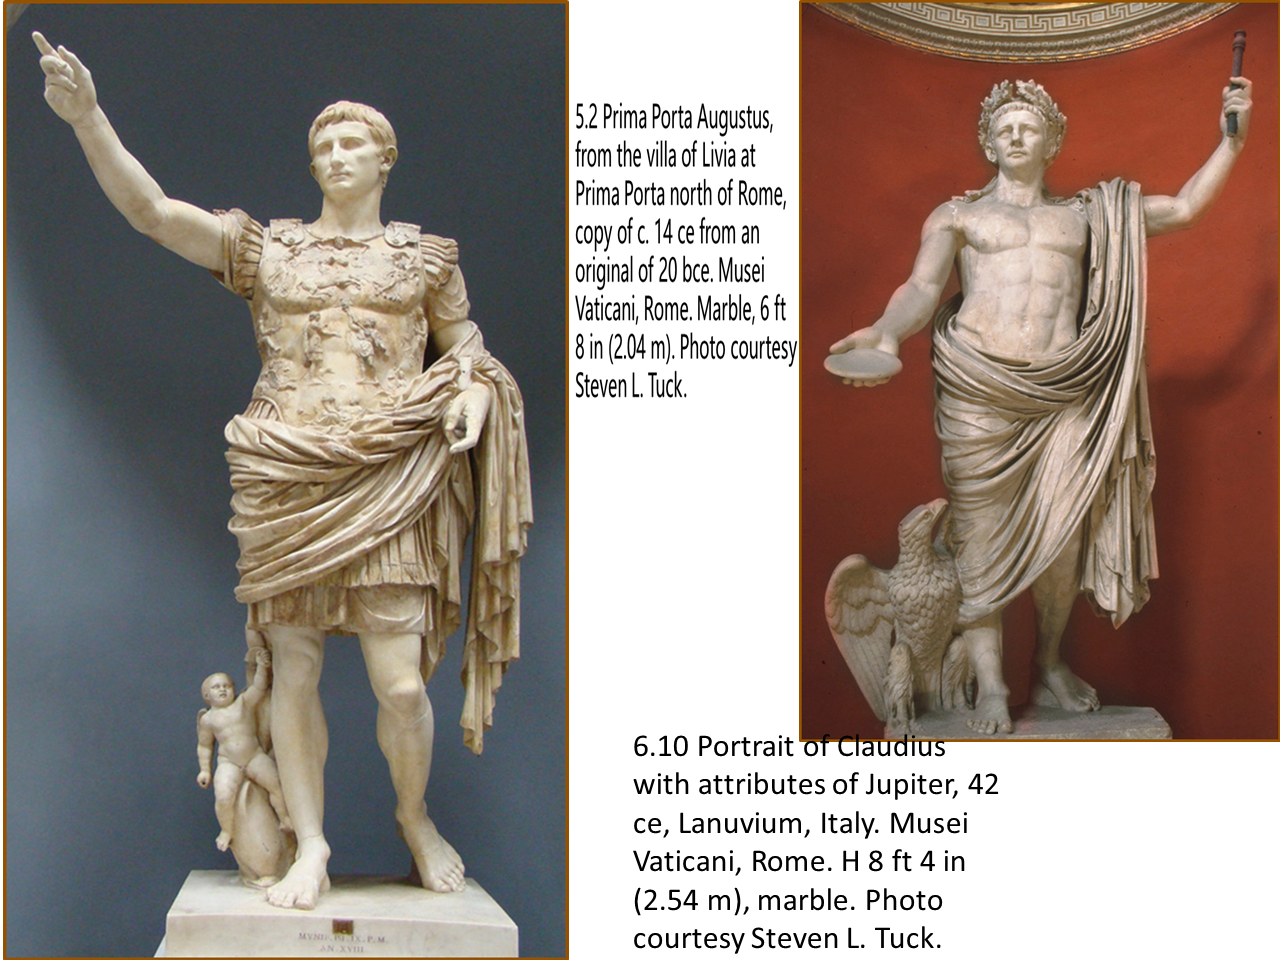 5.2 Prima Porta Augustus,
from the villa of Livia at
Prima Porta north of Rome,
copy of c. 14 ce from an
original of 20 bce. Musei
Vaticani, Rome. Marble, 6 ft
8 in (2.04 m). Photo courtesy
Steven L. Tuck.
6.10 Portrait of Claudius
with attributes of Jupiter, 42
ce, Lanuvium, Italy. Musei
Vaticani, Rome. H 8 ft 4 in
(2.54 m), marble. Photo
courtesy Steven L. Tuck.
P. M.
AN. XVIII